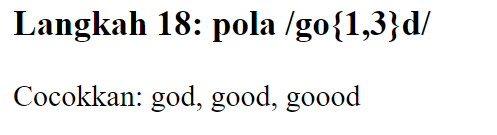 Langkah 18: pola /go{1,3}d/
Cocokkan: god, good, goood